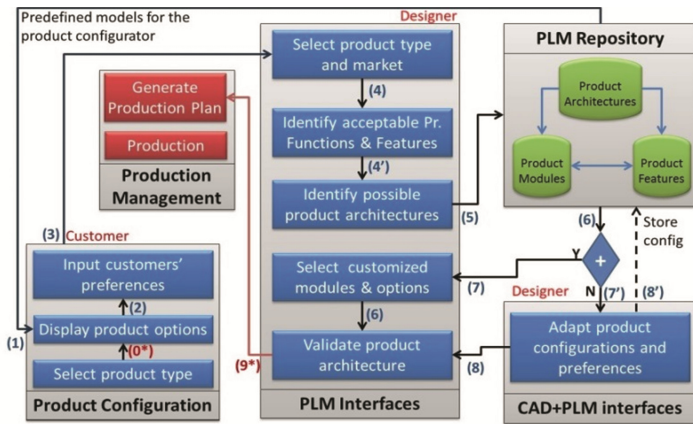 Predefined models for the
product configurator
Designer
Select product type
and market
(4)
Identify acceptable Pr.
Functions & Features
(4')
Identify possible
product architectures
(5)
Select customized
modules & options
(7)
(6)
Validate product
architecture
(8)
(9*)
PLM Interfaces
PLM Repository
Product
Architectures
Product
Modules
Product
Features
(6)
Store
config
Y
+
N
(7')
(8')
Designer
Adapt product
configurations and
preferences
CAD+PLM interfaces
Generate
Production Plan
Production
Production
Management
(3)
Customer
Input customers'
preferences
(2)
Display product options
(1)
(0*)
Select product type
Product Configuration